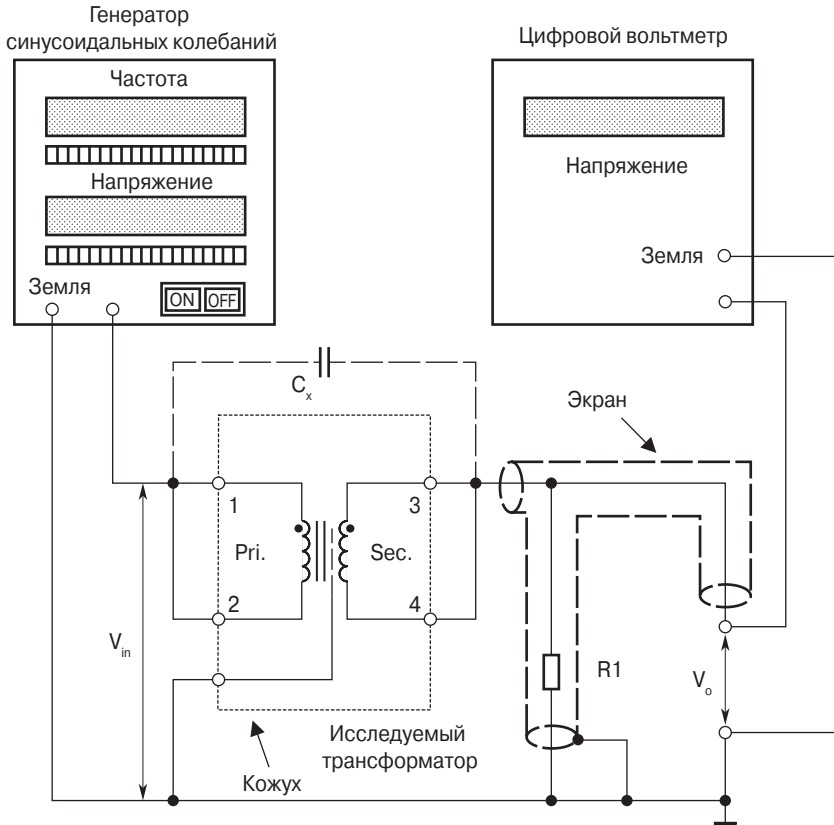 Генератор
синусоидальных колебаний
Цифровой вольтметр
Частота
Напряжение
Напряжение
Земля
Земля
ON OFF
Cx
Экран
1
3
Pri.
Sec.
2
4
Vin
R1
Vo
Исследуемый
трансформатор
Кожух